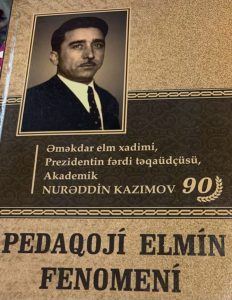 Əməkdar elm xadimi,
Prezidentin fərdi təqaüdçüsü,
Akademik
NURƏDDİN KAZIMOV 90
PEDAQOJİ ELMİN
FENOMENİ